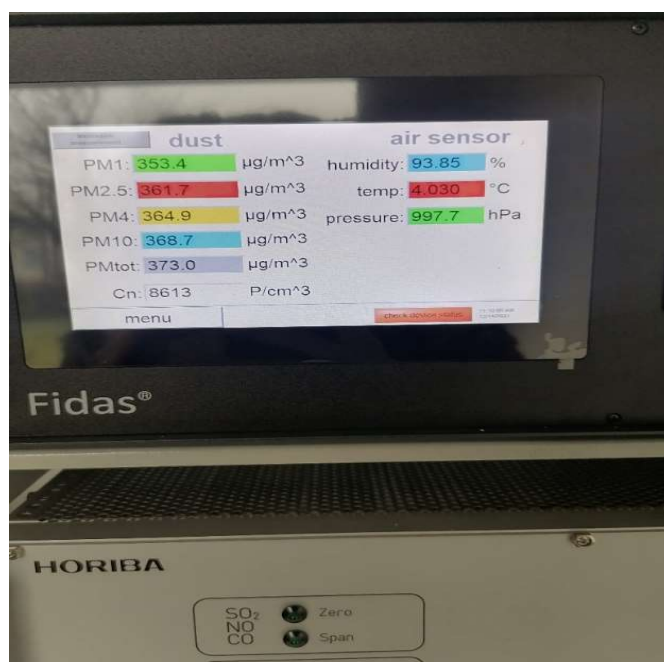 dust
air sensor
PM1: 353.4 µg/m^3
humidity: 93.85 %
PM2.5: 361.7 µg/m^3
temp: 4.030 °C
PM4: 364.9 µg/m^3
pressure: 997.7 hPa
PM10: 368.7 µg/m^3
PMtot: 373.0 µg/m^3
Cn: 8613 P/cm^3
menu
check device status
Fidas®
HORIBA
SO₂ Zero
NO
CO Span